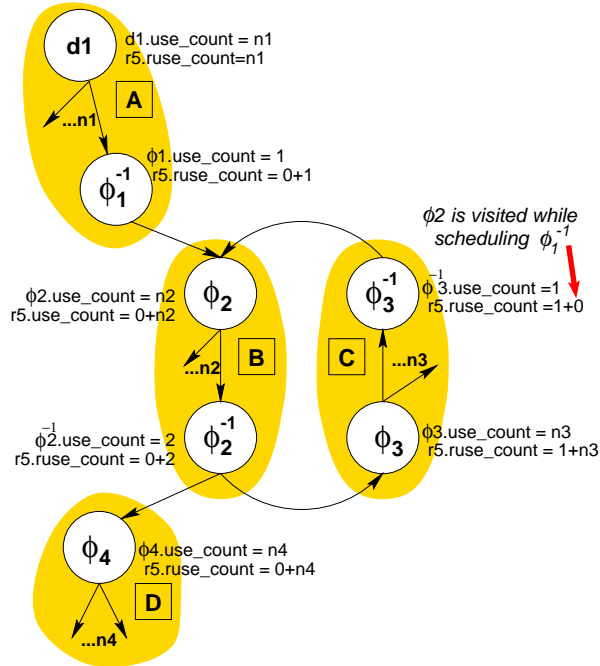 d1
d1.use_count = n1
r5.ruse_count=n1
A
...n1
ϕ1⁻¹
ϕ1.use_count = 1
r5.ruse_count = 0+1
ϕ2 is visited while
scheduling ϕ1⁻¹
ϕ2.use_count = n2
r5.use_count = 0+n2
ϕ2
ϕ3⁻¹
ϕ3⁻¹.use_count =1
r5.ruse_count =1+0
B
...n2
C
...n3
ϕ2⁻¹.use_count = 2
r5.ruse_count = 0+2
ϕ2⁻¹
ϕ3
ϕ3.use_count = n3
r5.ruse_count = 1+n3
ϕ4
ϕ4.use_count = n4
r5.ruse_count = 0+n4
D
...n4